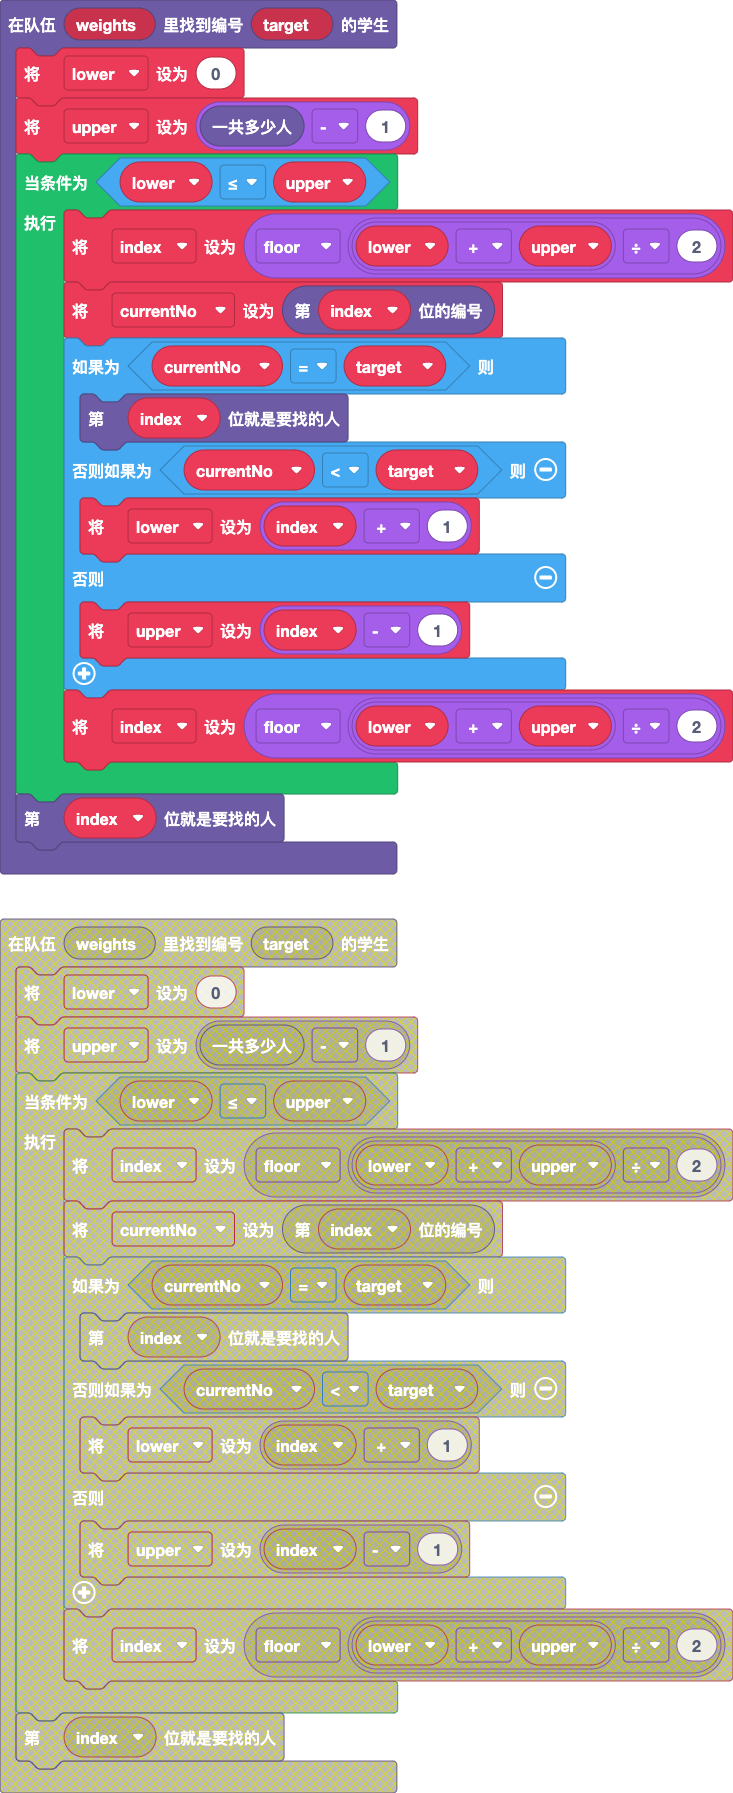 在队伍 weights 里找到编号 target 的学生
将 lower 设为 0
将 upper 设为 一共多少人 - 1
当条件为 lower ≤ upper
执行
将 index 设为 floor lower + upper ÷ 2
将 currentNo 设为 第 index 位的编号
如果为 currentNo = target 则
第 index 位就是要找的人
否则如果为 currentNo < target 则
将 lower 设为 index + 1
否则
将 upper 设为 index - 1
将 index 设为 floor lower + upper ÷ 2
第 index 位就是要找的人
在队伍 weights 里找到编号 target 的学生
将 lower 设为 0
将 upper 设为 一共多少人 - 1
当条件为 lower ≤ upper
执行
将 index 设为 floor lower + upper ÷ 2
将 currentNo 设为 第 index 位的编号
如果为 currentNo = target 则
第 index 位就是要找的人
否则如果为 currentNo < target 则
将 lower 设为 index + 1
否则
将 upper 设为 index - 1
将 index 设为 floor lower + upper ÷ 2
第 index 位就是要找的人